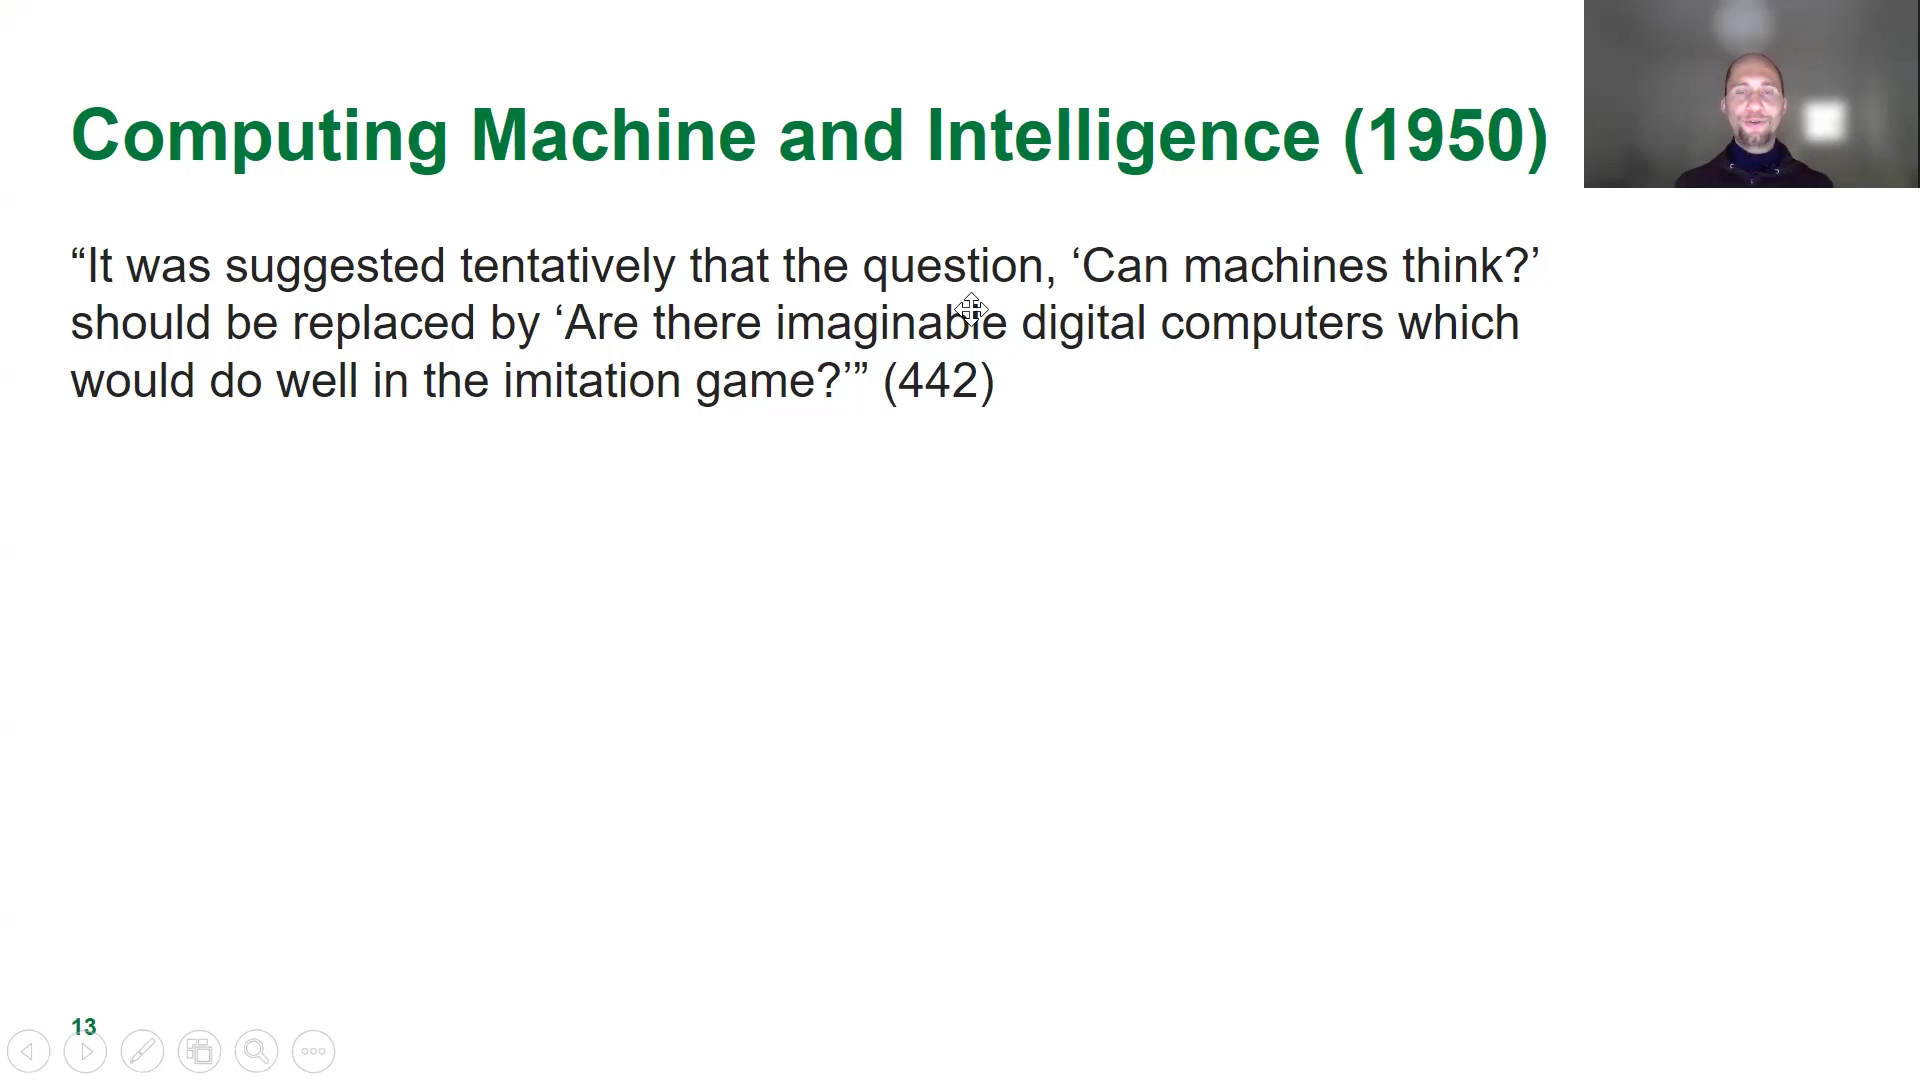 Computing Machine and Intelligence (1950)
“It was suggested tentatively that the question, ‘Can machines think?’
should be replaced by ‘Are there imaginable digital computers which
would do well in the imitation game?’” (442)
13